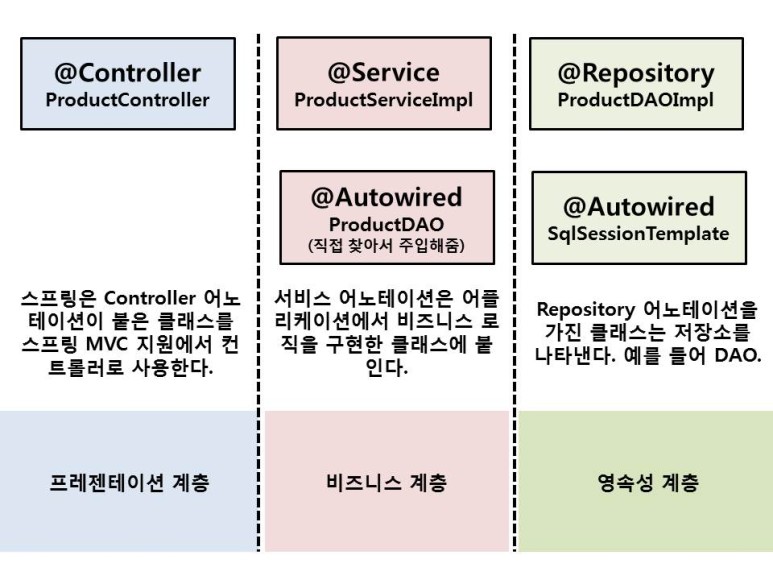 @Controller
ProductController
@Service
ProductServiceImpl
@Repository
ProductDAOImpl
@Autowired
ProductDAO
(직접 찾아서 주입해줌)
@Autowired
SqlSessionTemplate
스프링은 Controller 어노
테이션이 붙은 클래스를
스프링 MVC 지원에서 컨
트롤러로 사용한다.
서비스 어노테이션은 어플
리케이션에서 비즈니스 로
직을 구현한 클래스에 붙
인다.
Repository 어노테이션을
가진 클래스는 저장소를
나타낸다. 예를 들어 DAO.
프레젠테이션 계층
비즈니스 계층
영속성 계층